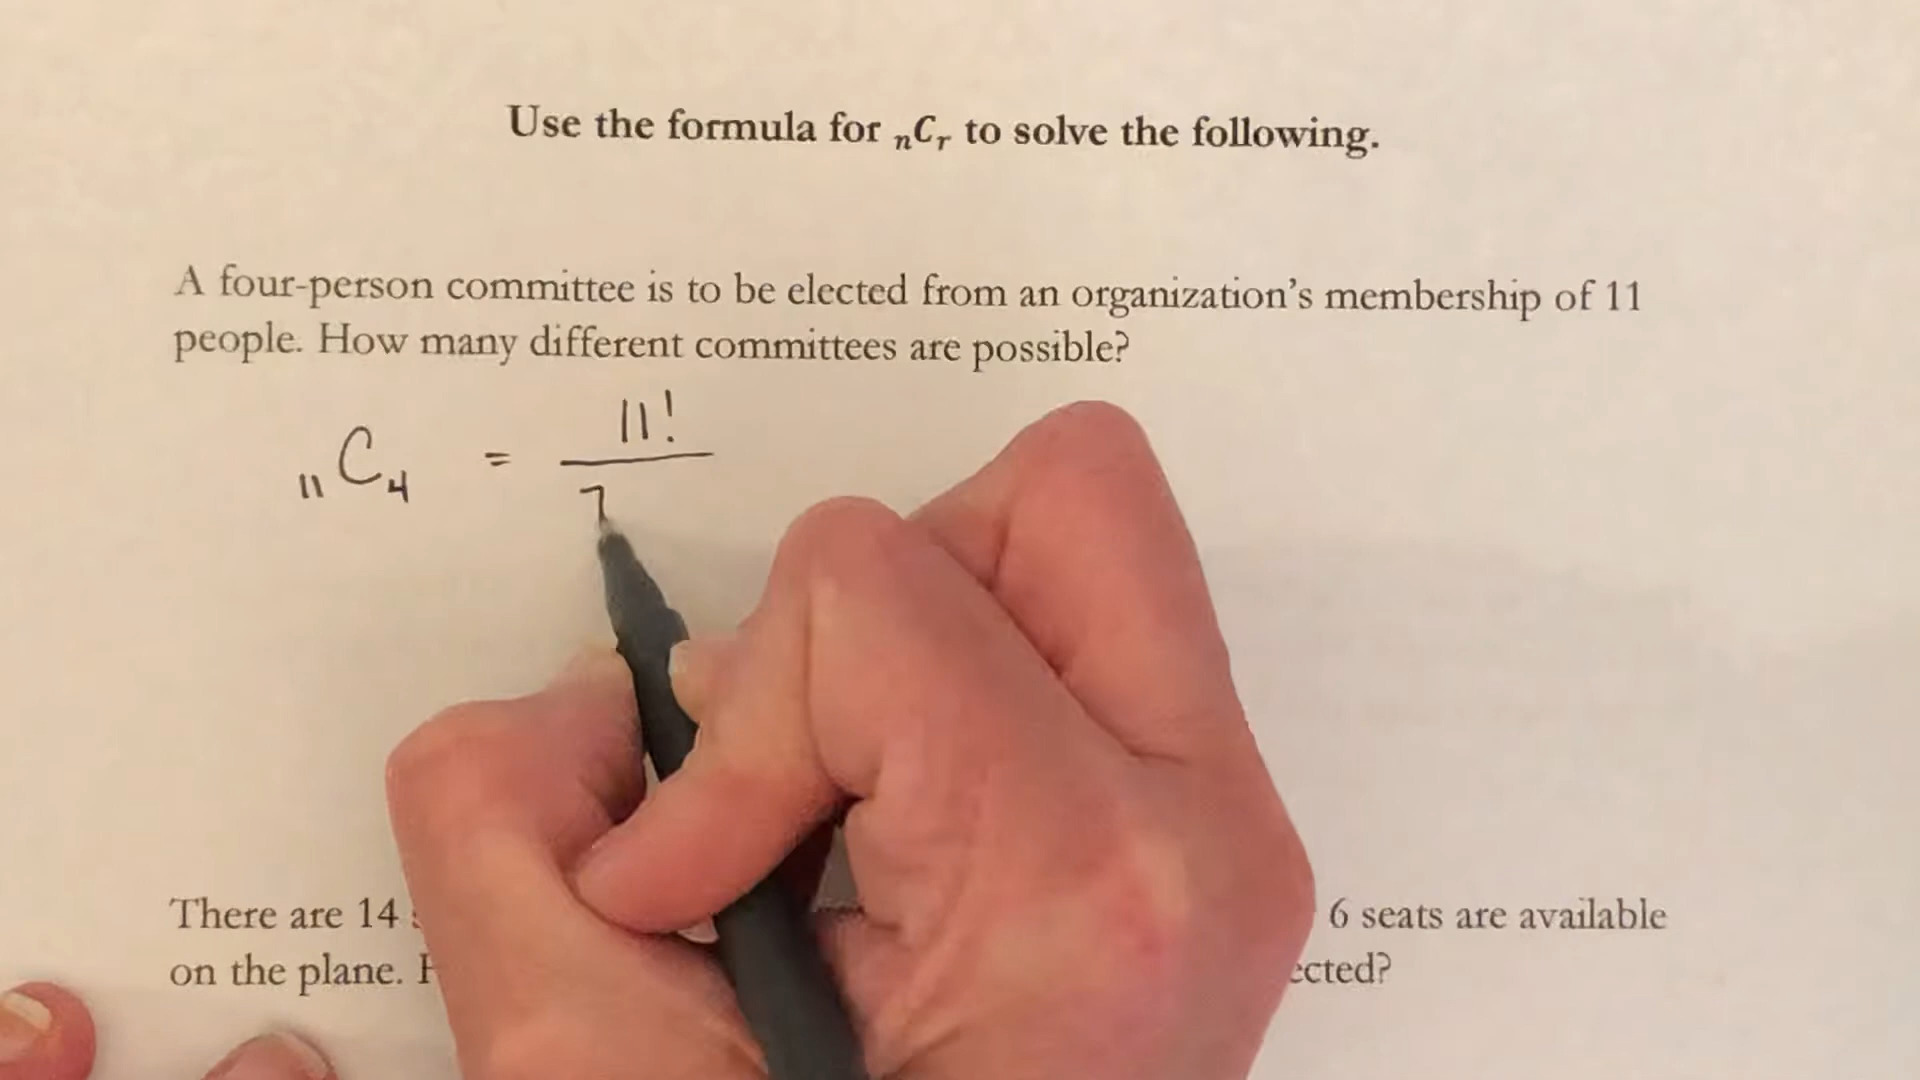 Use the formula for nCr to solve the following.
A four-person committee is to be elected from an organization's membership of 11
people. How many different committees are possible?
11C4 = 11! / 7
There are 14 6 seats are available
on the plane.